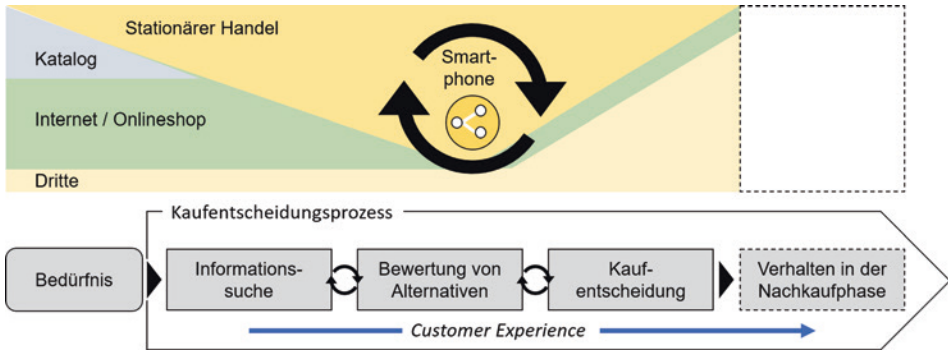 Stationärer Handel
Katalog
Smart-
phone
Internet / Onlineshop
Dritte
Kaufentscheidungsprozess
Bedürfnis
Informations-
suche
Bewertung von
Alternativen
Kauf-
entscheidung
Verhalten in der
Nachkaufphase
Customer Experience